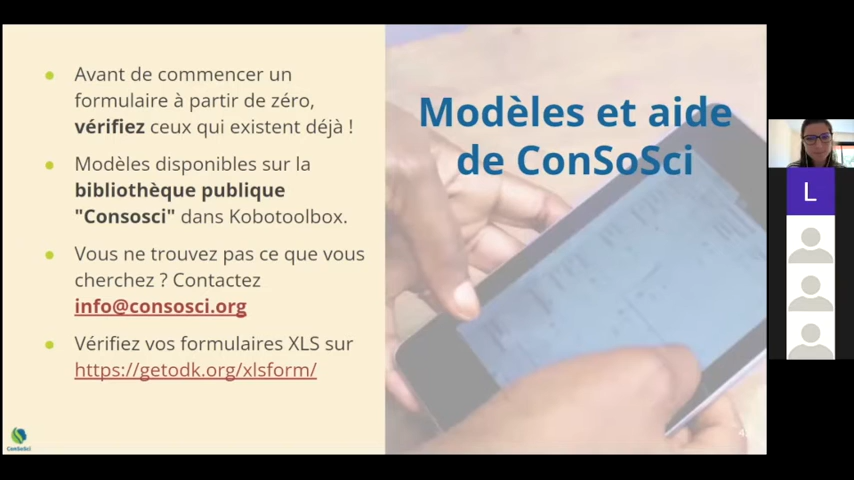 Avant de commencer un
formulaire à partir de zéro,
vérifiez ceux qui existent déjà !
Modèles disponibles sur la
bibliothèque publique
"Consosci" dans Kobotoolbox.
Vous ne trouvez pas ce que vous
cherchez ? Contactez
info@consosci.org
Vérifiez vos formulaires XLS sur
https://getodk.org/xlsform/
Modèles et aide
de ConSoSci
L
ConSoSci